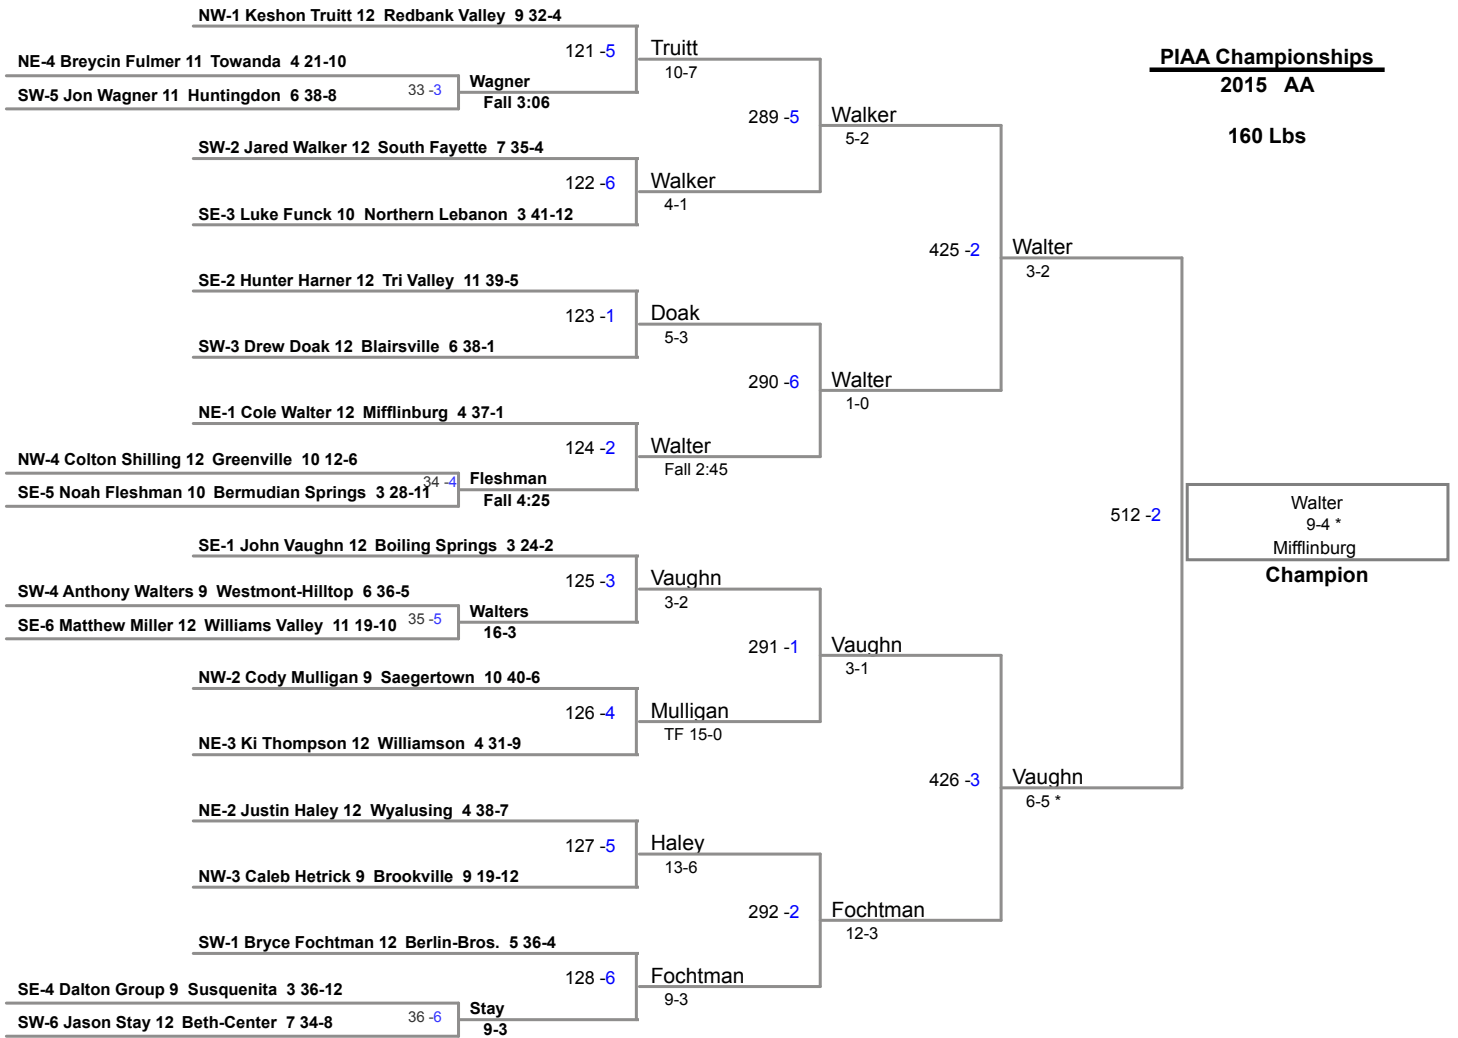 NW-1 Keshon Truitt 12 Redbank Valley 9 32-4
121 -5
Truitt
10-7
PIAA Championships
2015 AA
160 Lbs
NE-4 Breycin Fulmer 11 Towanda 4 21-10
33 -3
Wagner
Fall 3:06
SW-5 Jon Wagner 11 Huntingdon 6 38-8
289 -5
Walker
5-2
SW-2 Jared Walker 12 South Fayette 7 35-4
122 -6
Walker
4-1
SE-3 Luke Funck 10 Northern Lebanon 3 41-12
425 -2
Walter
3-2
SE-2 Hunter Harner 12 Tri Valley 11 39-5
123 -1
Doak
5-3
SW-3 Drew Doak 12 Blairsville 6 38-1
290 -6
Walter
1-0
NE-1 Cole Walter 12 Mifflinburg 4 37-1
124 -2
Walter
Fall 2:45
NW-4 Colton Shilling 12 Greenville 10 12-6
34 -4
Fleshman
Fall 4:25
SE-5 Noah Fleshman 10 Bermudian Springs 3 28-11
512 -2
Walter
9-4 *
Mifflinburg
Champion
SE-1 John Vaughn 12 Boiling Springs 3 24-2
125 -3
Vaughn
3-2
SW-4 Anthony Walters 9 Westmont-Hilltop 6 36-5
35 -5
Walters
16-3
SE-6 Matthew Miller 12 Williams Valley 11 19-10
291 -1
Vaughn
3-1
NW-2 Cody Mulligan 9 Saegertown 10 40-6
126 -4
Mulligan
TF 15-0
NE-3 Ki Thompson 12 Williamson 4 31-9
426 -3
Vaughn
6-5 *
NE-2 Justin Haley 12 Wyalusing 4 38-7
127 -5
Haley
13-6
NW-3 Caleb Hetrick 9 Brookville 9 19-12
292 -2
Fochtman
12-3
SW-1 Bryce Fochtman 12 Berlin-Bros. 5 36-4
128 -6
Fochtman
9-3
SE-4 Dalton Group 9 Susquenita 3 36-12
36 -6
Stay
9-3
SW-6 Jason Stay 12 Beth-Center 7 34-8